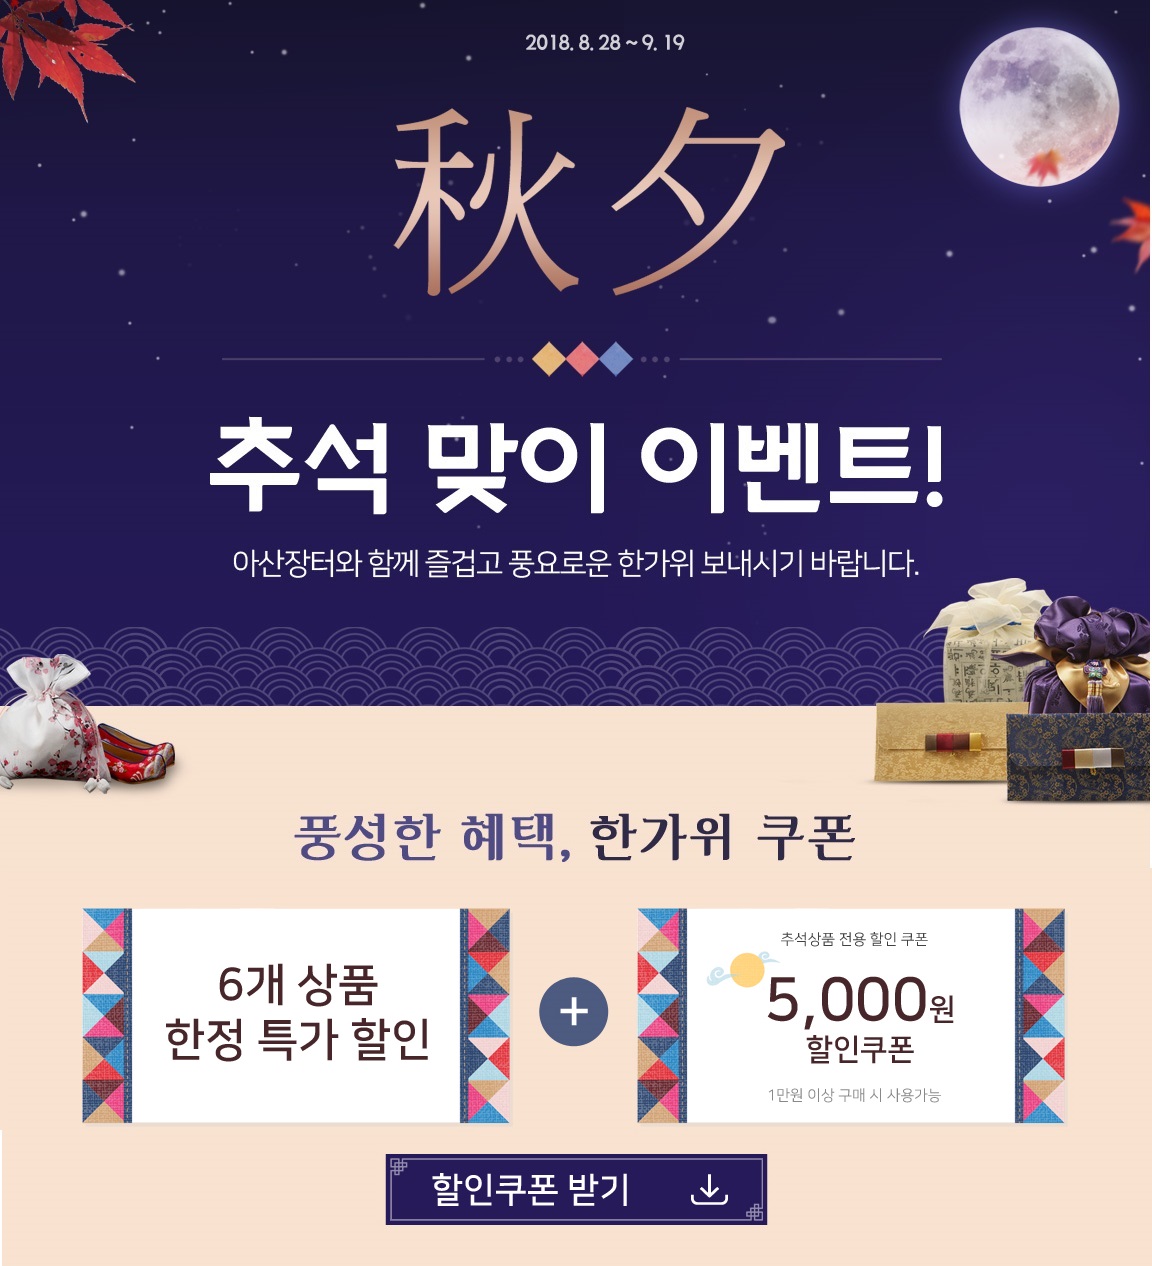 2018. 8. 28 ~ 9. 19
秋夕
추석 맞이 이벤트!
아산장터와 함께 즐겁고 풍요로운 한가위 보내시기 바랍니다.
풍성한 혜택, 한가위 쿠폰
6개 상품
한정 특가 할인
+
추석상품 전용 할인 쿠폰
5,000원
할인쿠폰
1만원 이상 구매 시 사용가능
할인쿠폰 받기